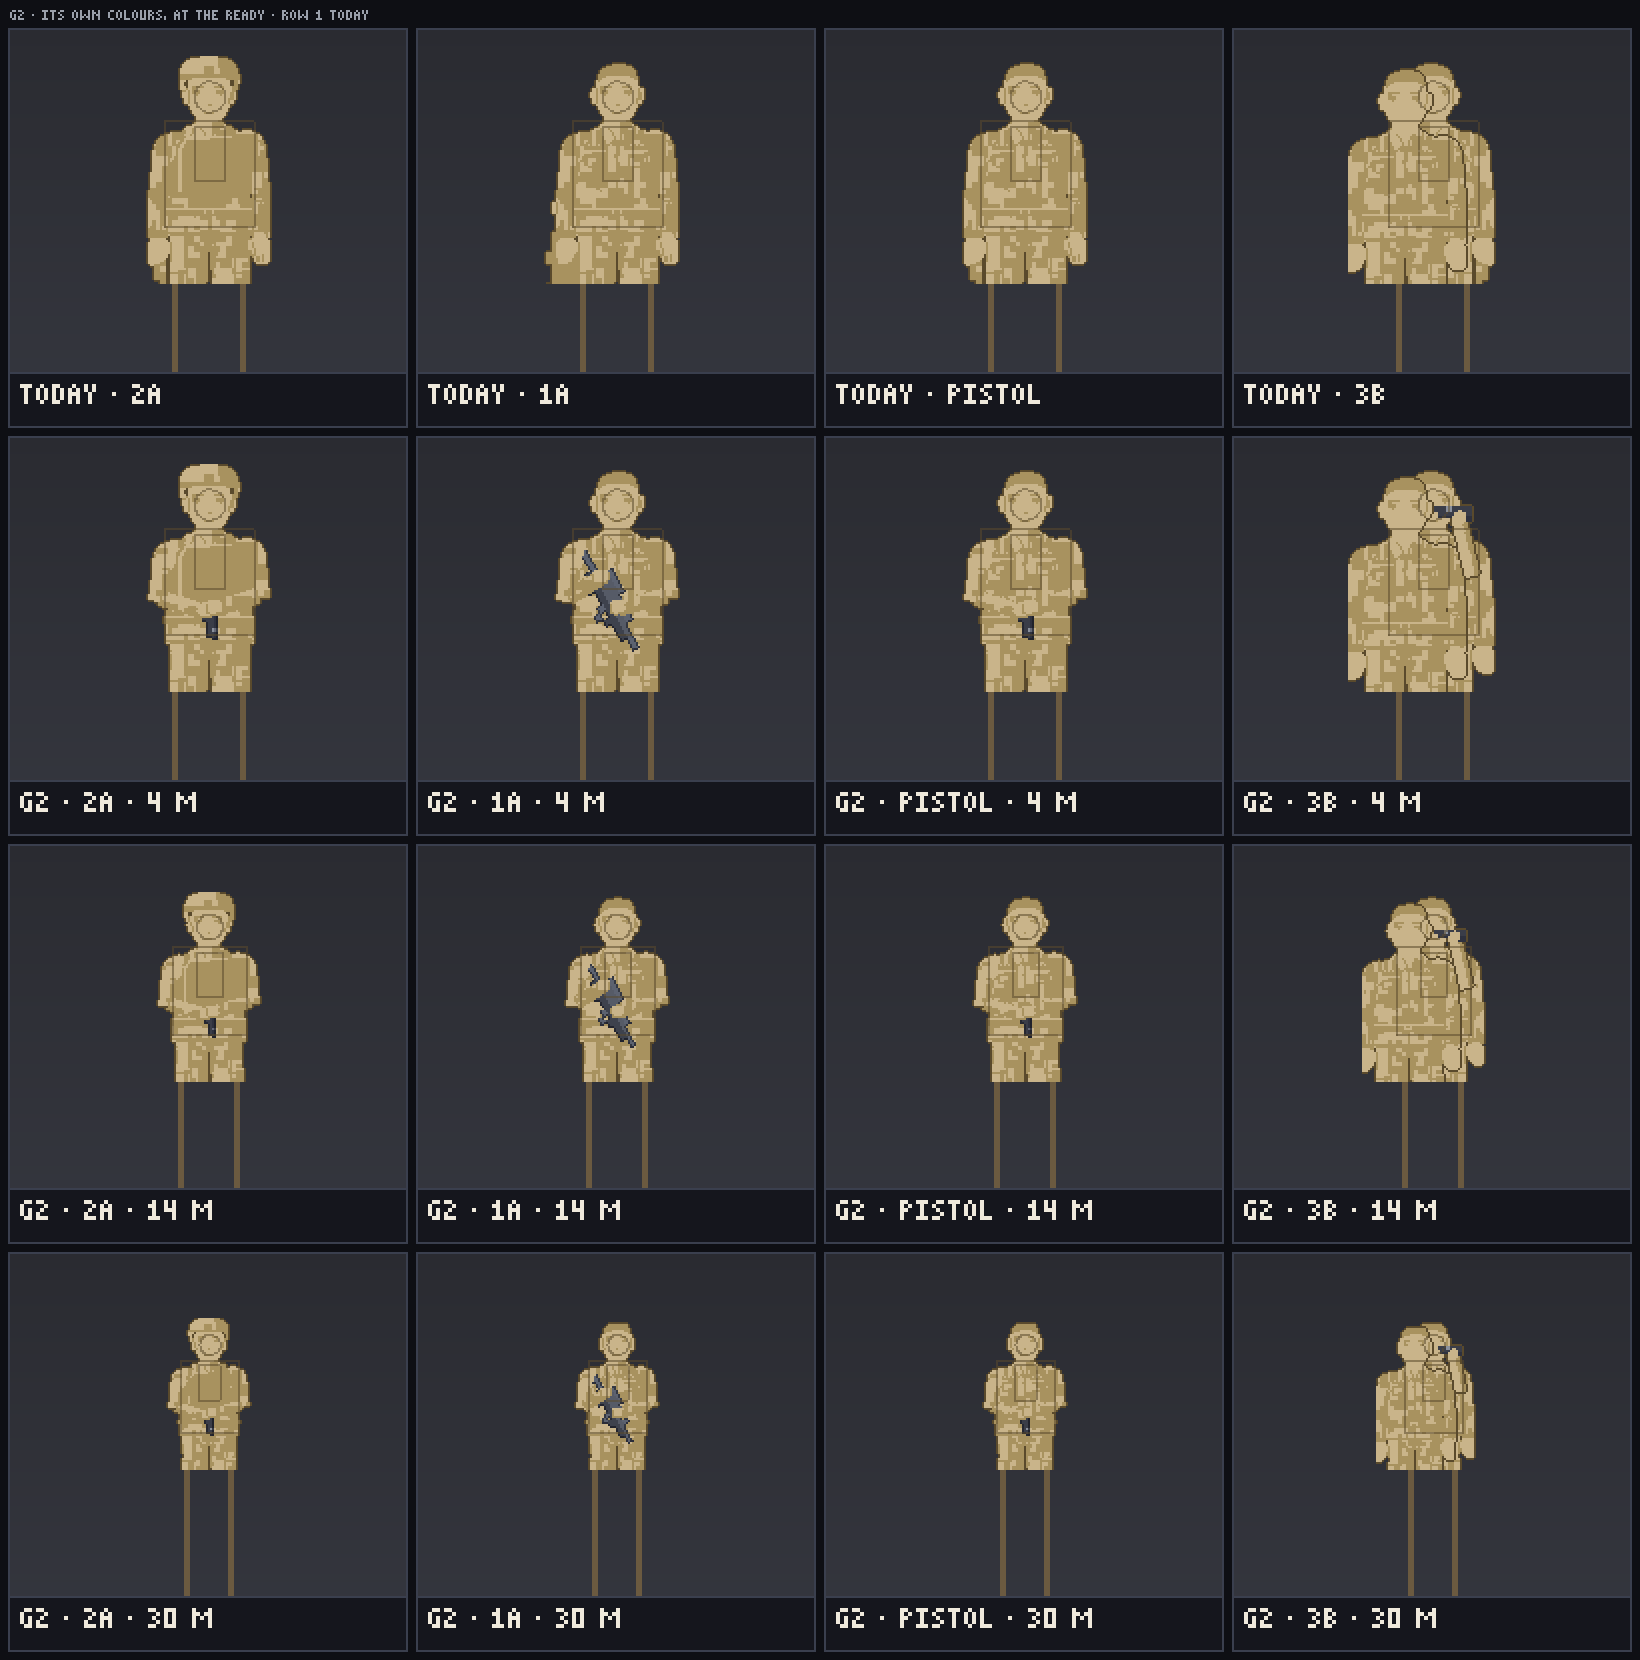 G2 · ITS OWN COLOURS, AT THE READY · ROW 1 TODAY
TODAY · 2A
TODAY · 1A
TODAY · PISTOL
TODAY · 3B
G2 · 2A · 4 M
G2 · 1A · 4 M
G2 · PISTOL · 4 M
G2 · 3B · 4 M
G2 · 2A · 14 M
G2 · 1A · 14 M
G2 · PISTOL · 14 M
G2 · 3B · 14 M
G2 · 2A · 30 M
G2 · 1A · 30 M
G2 · PISTOL · 30 M
G2 · 3B · 30 M